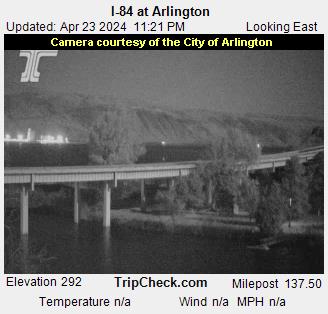 I-84 at Arlington
Updated: Apr 23 2024 11:21 PM Looking East
Camera courtesy of the City of Arlington
Elevation 292 TripCheck.com Milepost 137.50
Temperature n/a Wind n/a MPH n/a